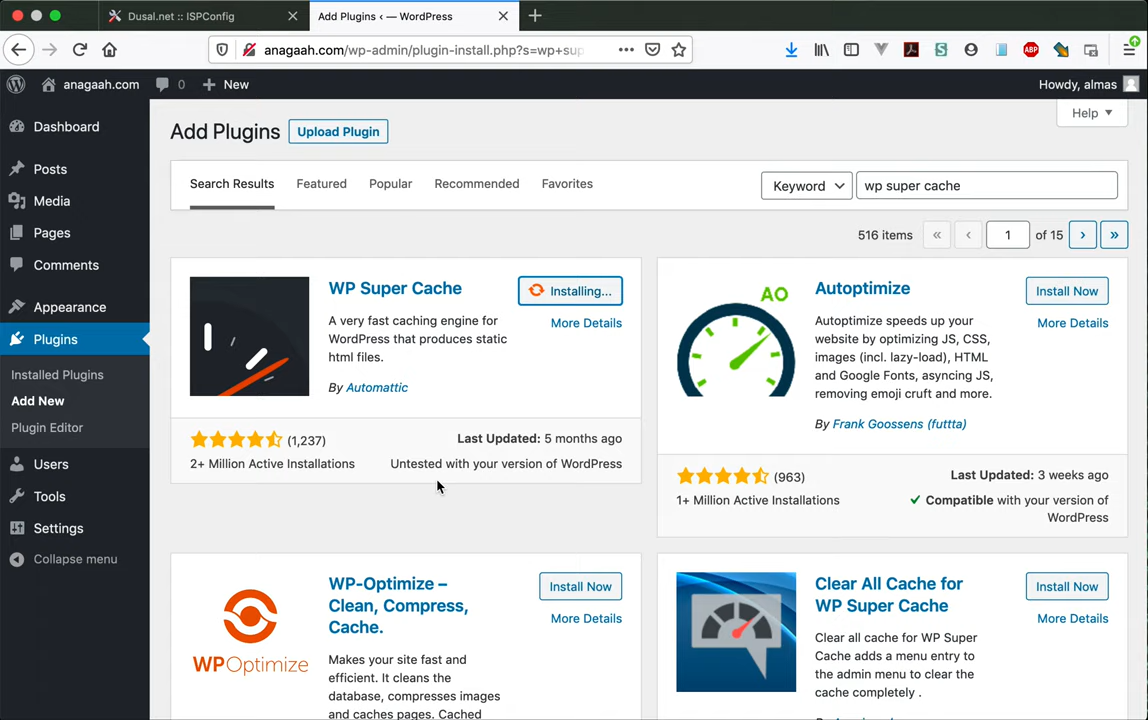 Dusal.net :: ISPConfig
Add Plugins ‹ — WordPress
anagaah.com/wp-admin/plugin-install.php?s=wp+sup
ABP
anagaah.com
0
New
Howdy, almas
Dashboard
Posts
Media
Pages
Comments
Appearance
Plugins
Installed Plugins
Add New
Plugin Editor
Users
Tools
Settings
Collapse menu
Help
Add Plugins
Upload Plugin
Search Results
Featured
Popular
Recommended
Favorites
Keyword
wp super cache
516 items
«
‹
1
of 15
›
»
WP Super Cache
Installing...
More Details
A very fast caching engine for
WordPress that produces static
html files.
By Automattic
(1,237)
2+ Million Active Installations
Last Updated: 5 months ago
Untested with your version of WordPress
AO
Autoptimize
Install Now
More Details
Autoptimize speeds up your
website by optimizing JS, CSS,
images (incl. lazy-load), HTML
and Google Fonts, asyncing JS,
removing emoji cruft and more.
By Frank Goossens (futtta)
(963)
1+ Million Active Installations
Last Updated: 3 weeks ago
Compatible with your version of
WordPress
WPOptimize
WP-Optimize –
Clean, Compress,
Cache.
Install Now
More Details
Makes your site fast and
efficient. It cleans the
database, compresses images
and caches pages. Cached
Clear All Cache for
WP Super Cache
Install Now
More Details
Clear all cache for WP Super
Cache adds a menu entry to
the admin menu to clear the
cache completely .